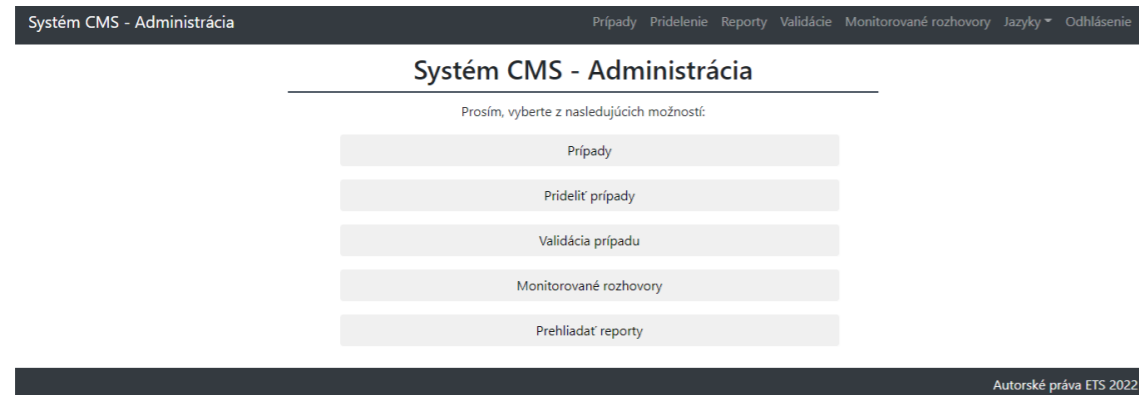 Systém CMS - Administrácia Prípady Pridelenie Reporty Validácie Monitorované rozhovory Jazyky Odhlásenie
Systém CMS - Administrácia
Prosím, vyberte z nasledujúcich možností:
Prípady
Prideliť prípady
Validácia prípadu
Monitorované rozhovory
Prehliadať reporty
Autorské práva ETS 2022